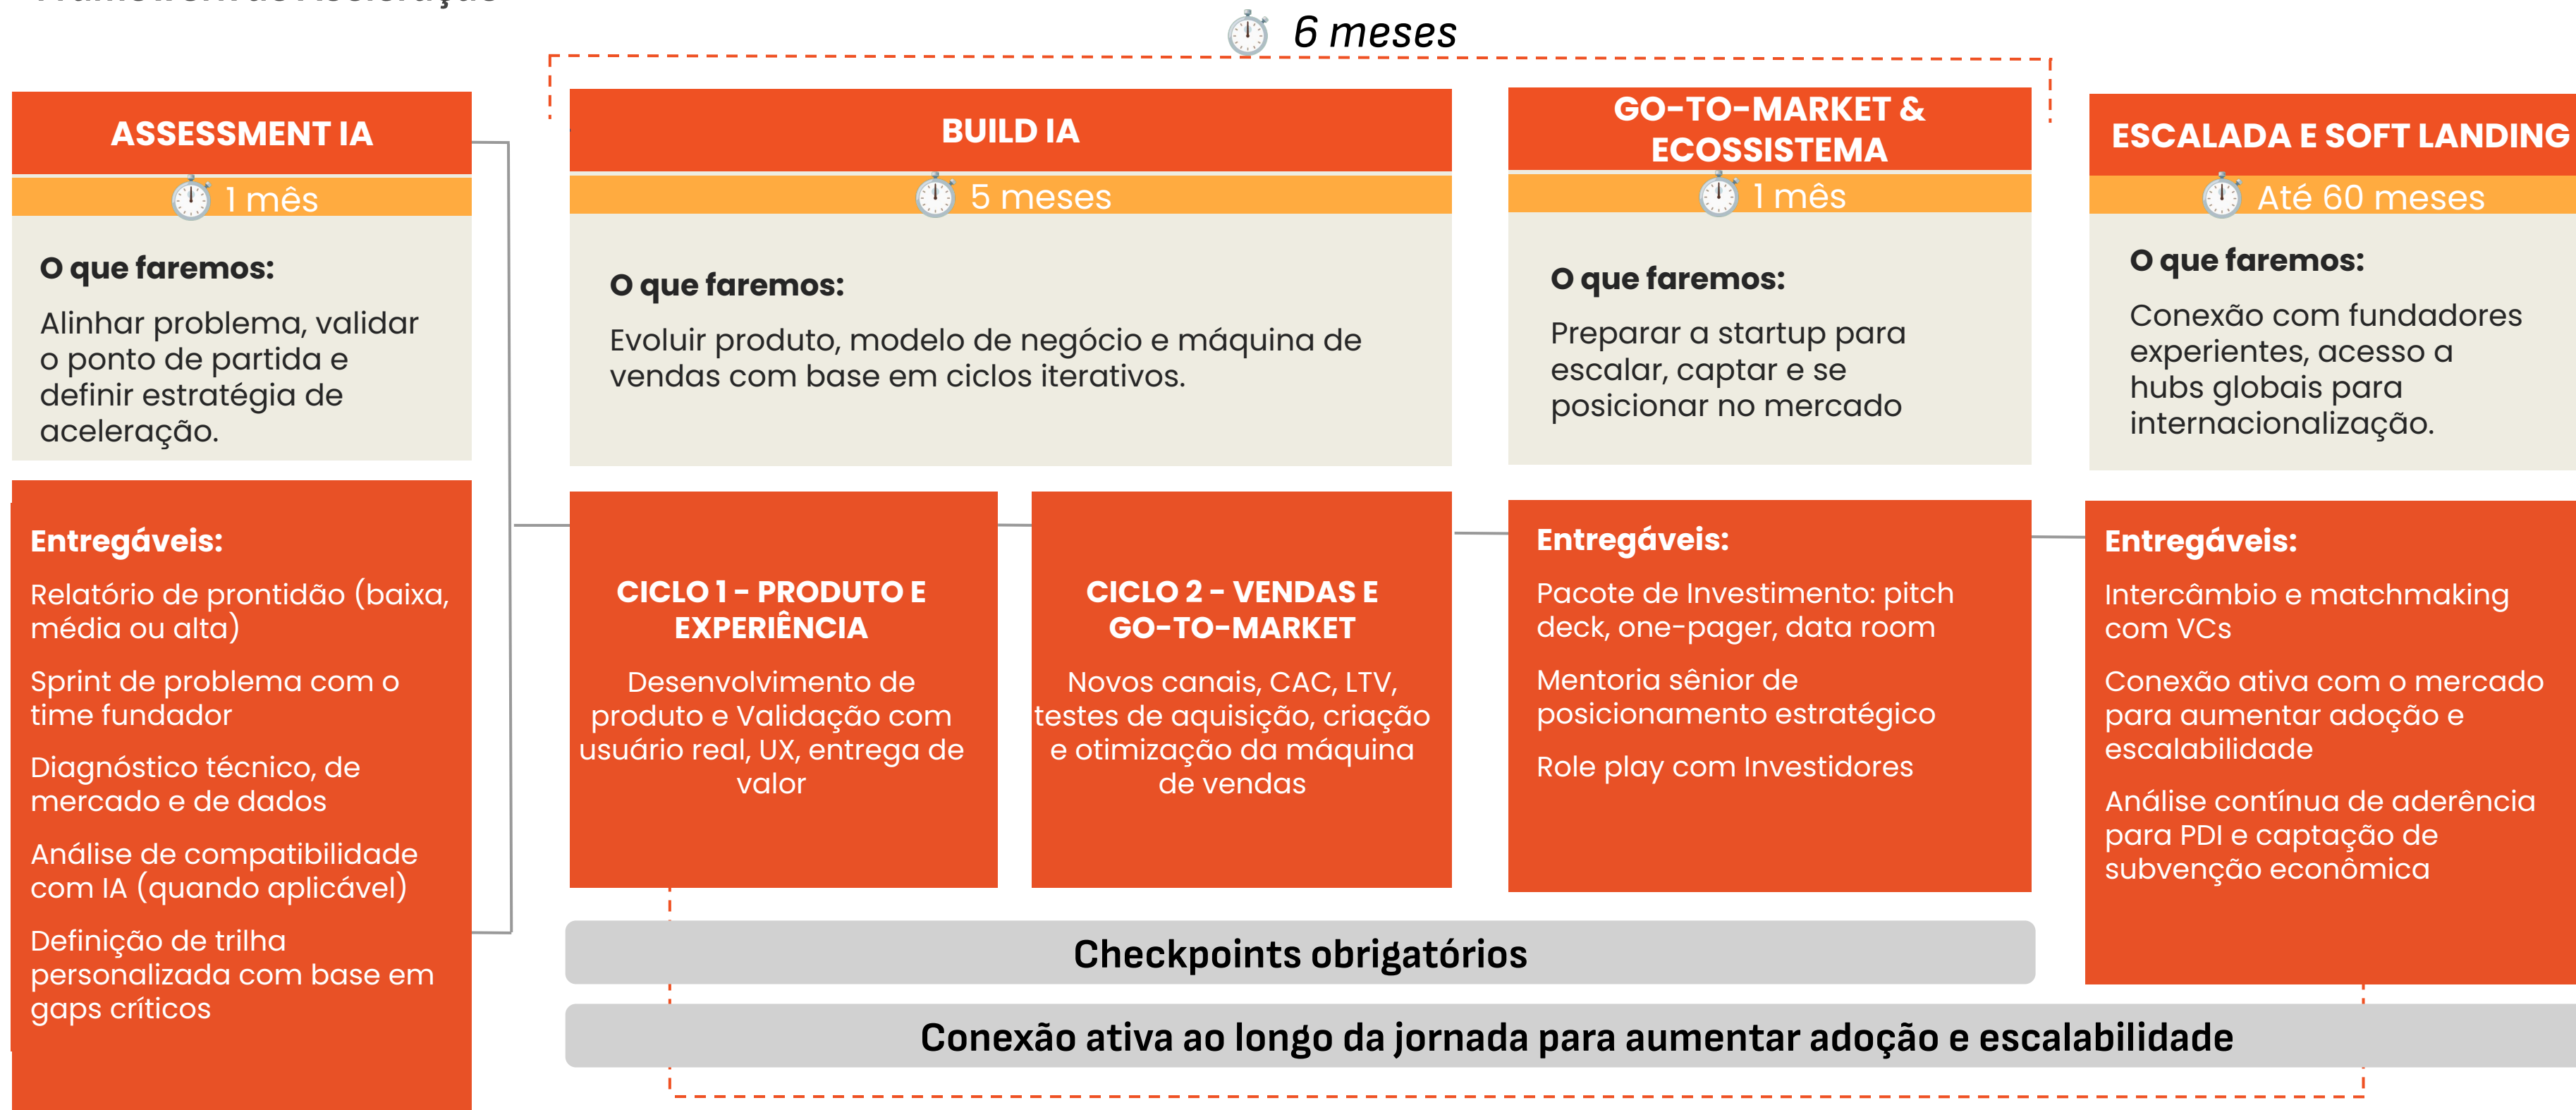 6 meses
ASSESSMENT IA
1 mês
O que faremos:
Alinhar problema, validar
o ponto de partida e
definir estratégia de
aceleração.
Entregáveis:
Relatório de prontidão (baixa,
média ou alta)
Sprint de problema com o
time fundador
Diagnóstico técnico, de
mercado e de dados
Análise de compatibilidade
com IA (quando aplicável)
Definição de trilha
personalizada com base em
gaps críticos
BUILD IA
5 meses
O que faremos:
Evoluir produto, modelo de negócio e máquina de
vendas com base em ciclos iterativos.
CICLO 1 - PRODUTO E
EXPERIÊNCIA
Desenvolvimento de
produto e Validação com
usuário real, UX, entrega de
valor
CICLO 2 - VENDAS E
GO-TO-MARKET
Novos canais, CAC, LTV,
testes de aquisição, criação
e otimização da máquina
de vendas
GO-TO-MARKET &
ECOSSISTEMA
1 mês
O que faremos:
Preparar a startup para
escalar, captar e se
posicionar no mercado
Entregáveis:
Pacote de Investimento: pitch
deck, one-pager, data room
Mentoria sênior de
posicionamento estratégico
Role play com Investidores
ESCALADA E SOFT LANDING
Até 60 meses
O que faremos:
Conexão com fundadores
experientes, acesso a
hubs globais para
internacionalização.
Entregáveis:
Intercâmbio e matchmaking
com VCs
Conexão ativa com o mercado
para aumentar adoção e
escalabilidade
Análise contínua de aderência
para PDI e captação de
subvenção econômica
Checkpoints obrigatórios
Conexão ativa ao longo da jornada para aumentar adoção e escalabilidade